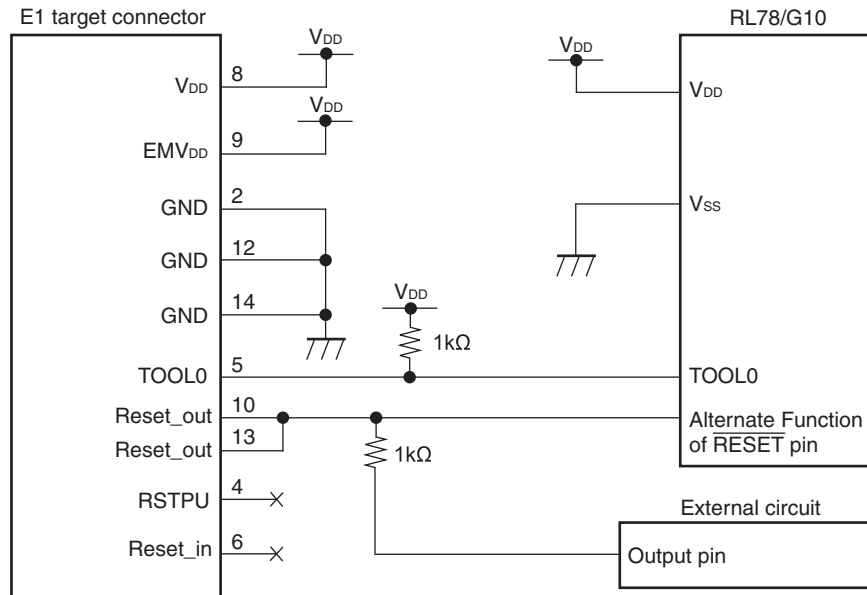 E1 target connector
RL78/G10
VDD
8
VDD
VDD
VDD
VDD
9
EMVDD
2
GND
VSS
12
GND
14
GND
VDD
1kΩ
5
TOOL0
TOOL0
10
Reset_out
Alternate Function
of RESET pin
13
Reset_out
1kΩ
4
RSTPU
External circuit
6
Reset_in
Output pin